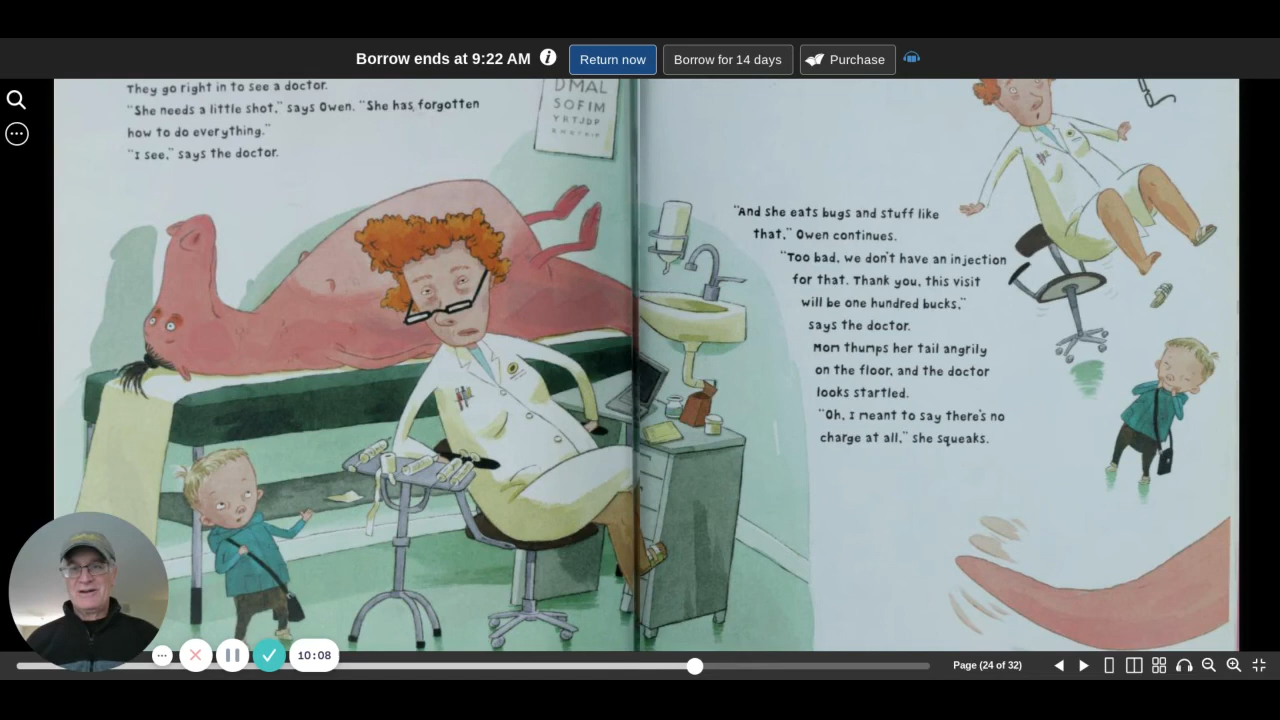 Borrow ends at 9:22 AM
Return now
Borrow for 14 days
Purchase
They go right in to see a doctor.
"She needs a little shot," says Owen. "She has forgotten
how to do everything."
"I see," says the doctor.
DMAL
SOFIM
YRTJDP
"And she eats bugs and stuff like
that," Owen continues.
"Too bad, we don't have an injection
for that. Thank you, this visit
will be one hundred bucks,"
says the doctor.
Mom thumps her tail angrily
on the floor, and the doctor
looks startled.
"Oh, I meant to say there's no
charge at all," she squeaks.
10:08
Page (24 of 32)